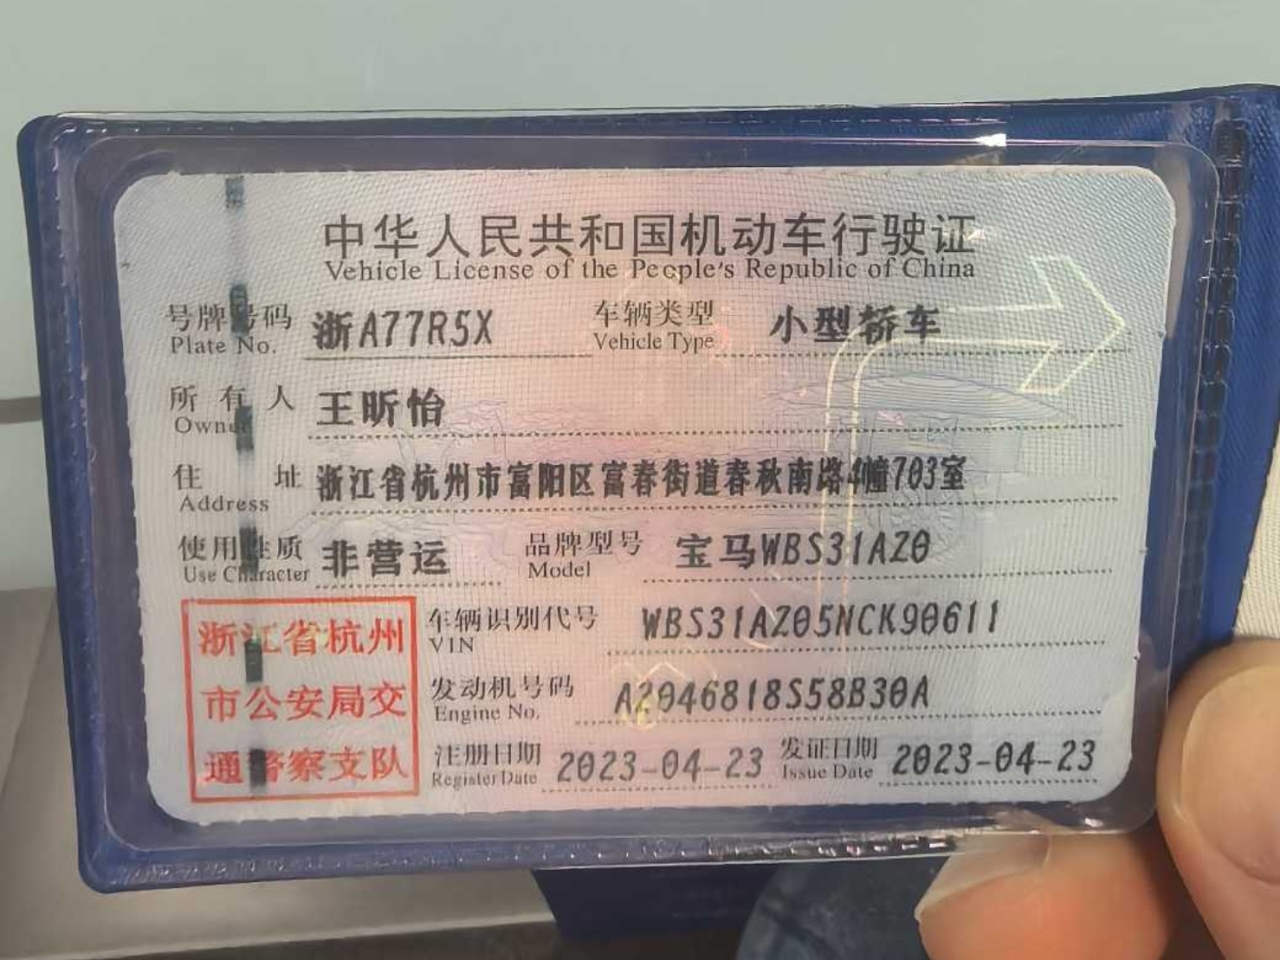 中华人民共和国机动车行驶证
Vehicle License of the People's Republic of China
号牌号码 浙A77R5X 车辆类型 小型轿车
Plate No. Vehicle Type
所有人 王昕怡
Owner
住址 浙江省杭州市富阳区富春街道春秋南路4幢703室
Address
使用性质 非营运 品牌型号 宝马WBS31AZ0
Use Character Model
浙江省杭州
市公安局交
通警察支队
车辆识别代号 WBS31AZ05NCK90611
VIN
发动机号码 A2046818S58B30A
Engine No.
注册日期 2023-04-23 发证日期 2023-04-23
Register Date Issue Date